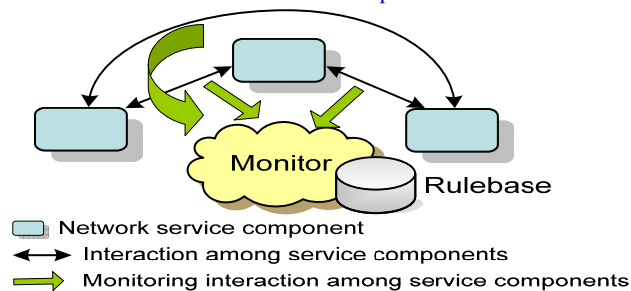 Monitor
Rulebase
Network service component
Interaction among service components
Monitoring interaction among service components